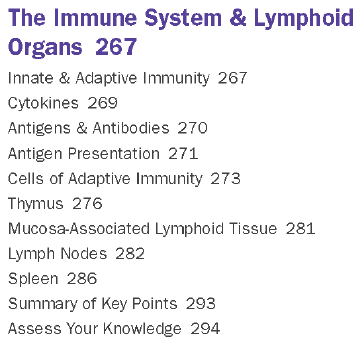 The Immune System & Lymphoid
Organs 267
Innate & Adaptive Immunity 267
Cytokines 269
Antigens & Antibodies 270
Antigen Presentation 271
Cells of Adaptive Immunity 273
Thymus 276
Mucosa-Associated Lymphoid Tissue 281
Lymph Nodes 282
Spleen 286
Summary of Key Points 293
Assess Your Knowledge 294